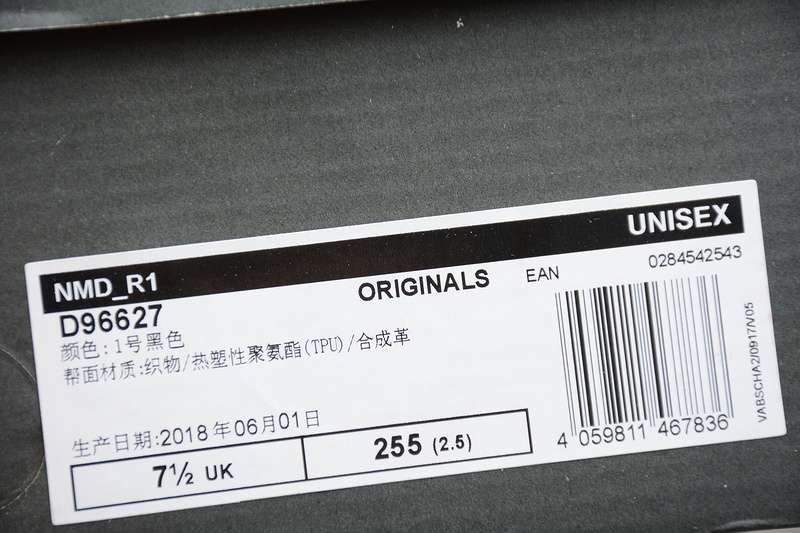 NMD_R1 UNISEX
D96627 ORIGINALS EAN 0284542543
颜色:1号黑色
帮面材质:织物/热塑性聚氨酯(TPU)/合成革
生产日期:2018年06月01日
7½ UK 255 (2.5)
4 059811 467836
VABSCHA2/0917/V05